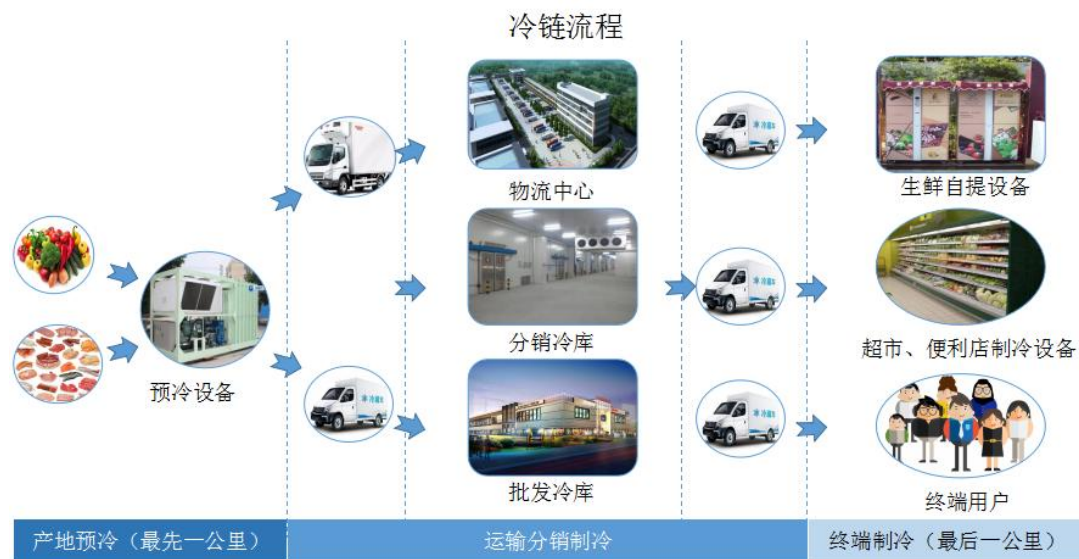 冷链流程
物流中心
生鲜自提设备
预冷设备
分销冷库
超市、便利店制冷设备
批发冷库
终端用户
产地预冷（最先一公里）
运输分销制冷
终端制冷（最后一公里）